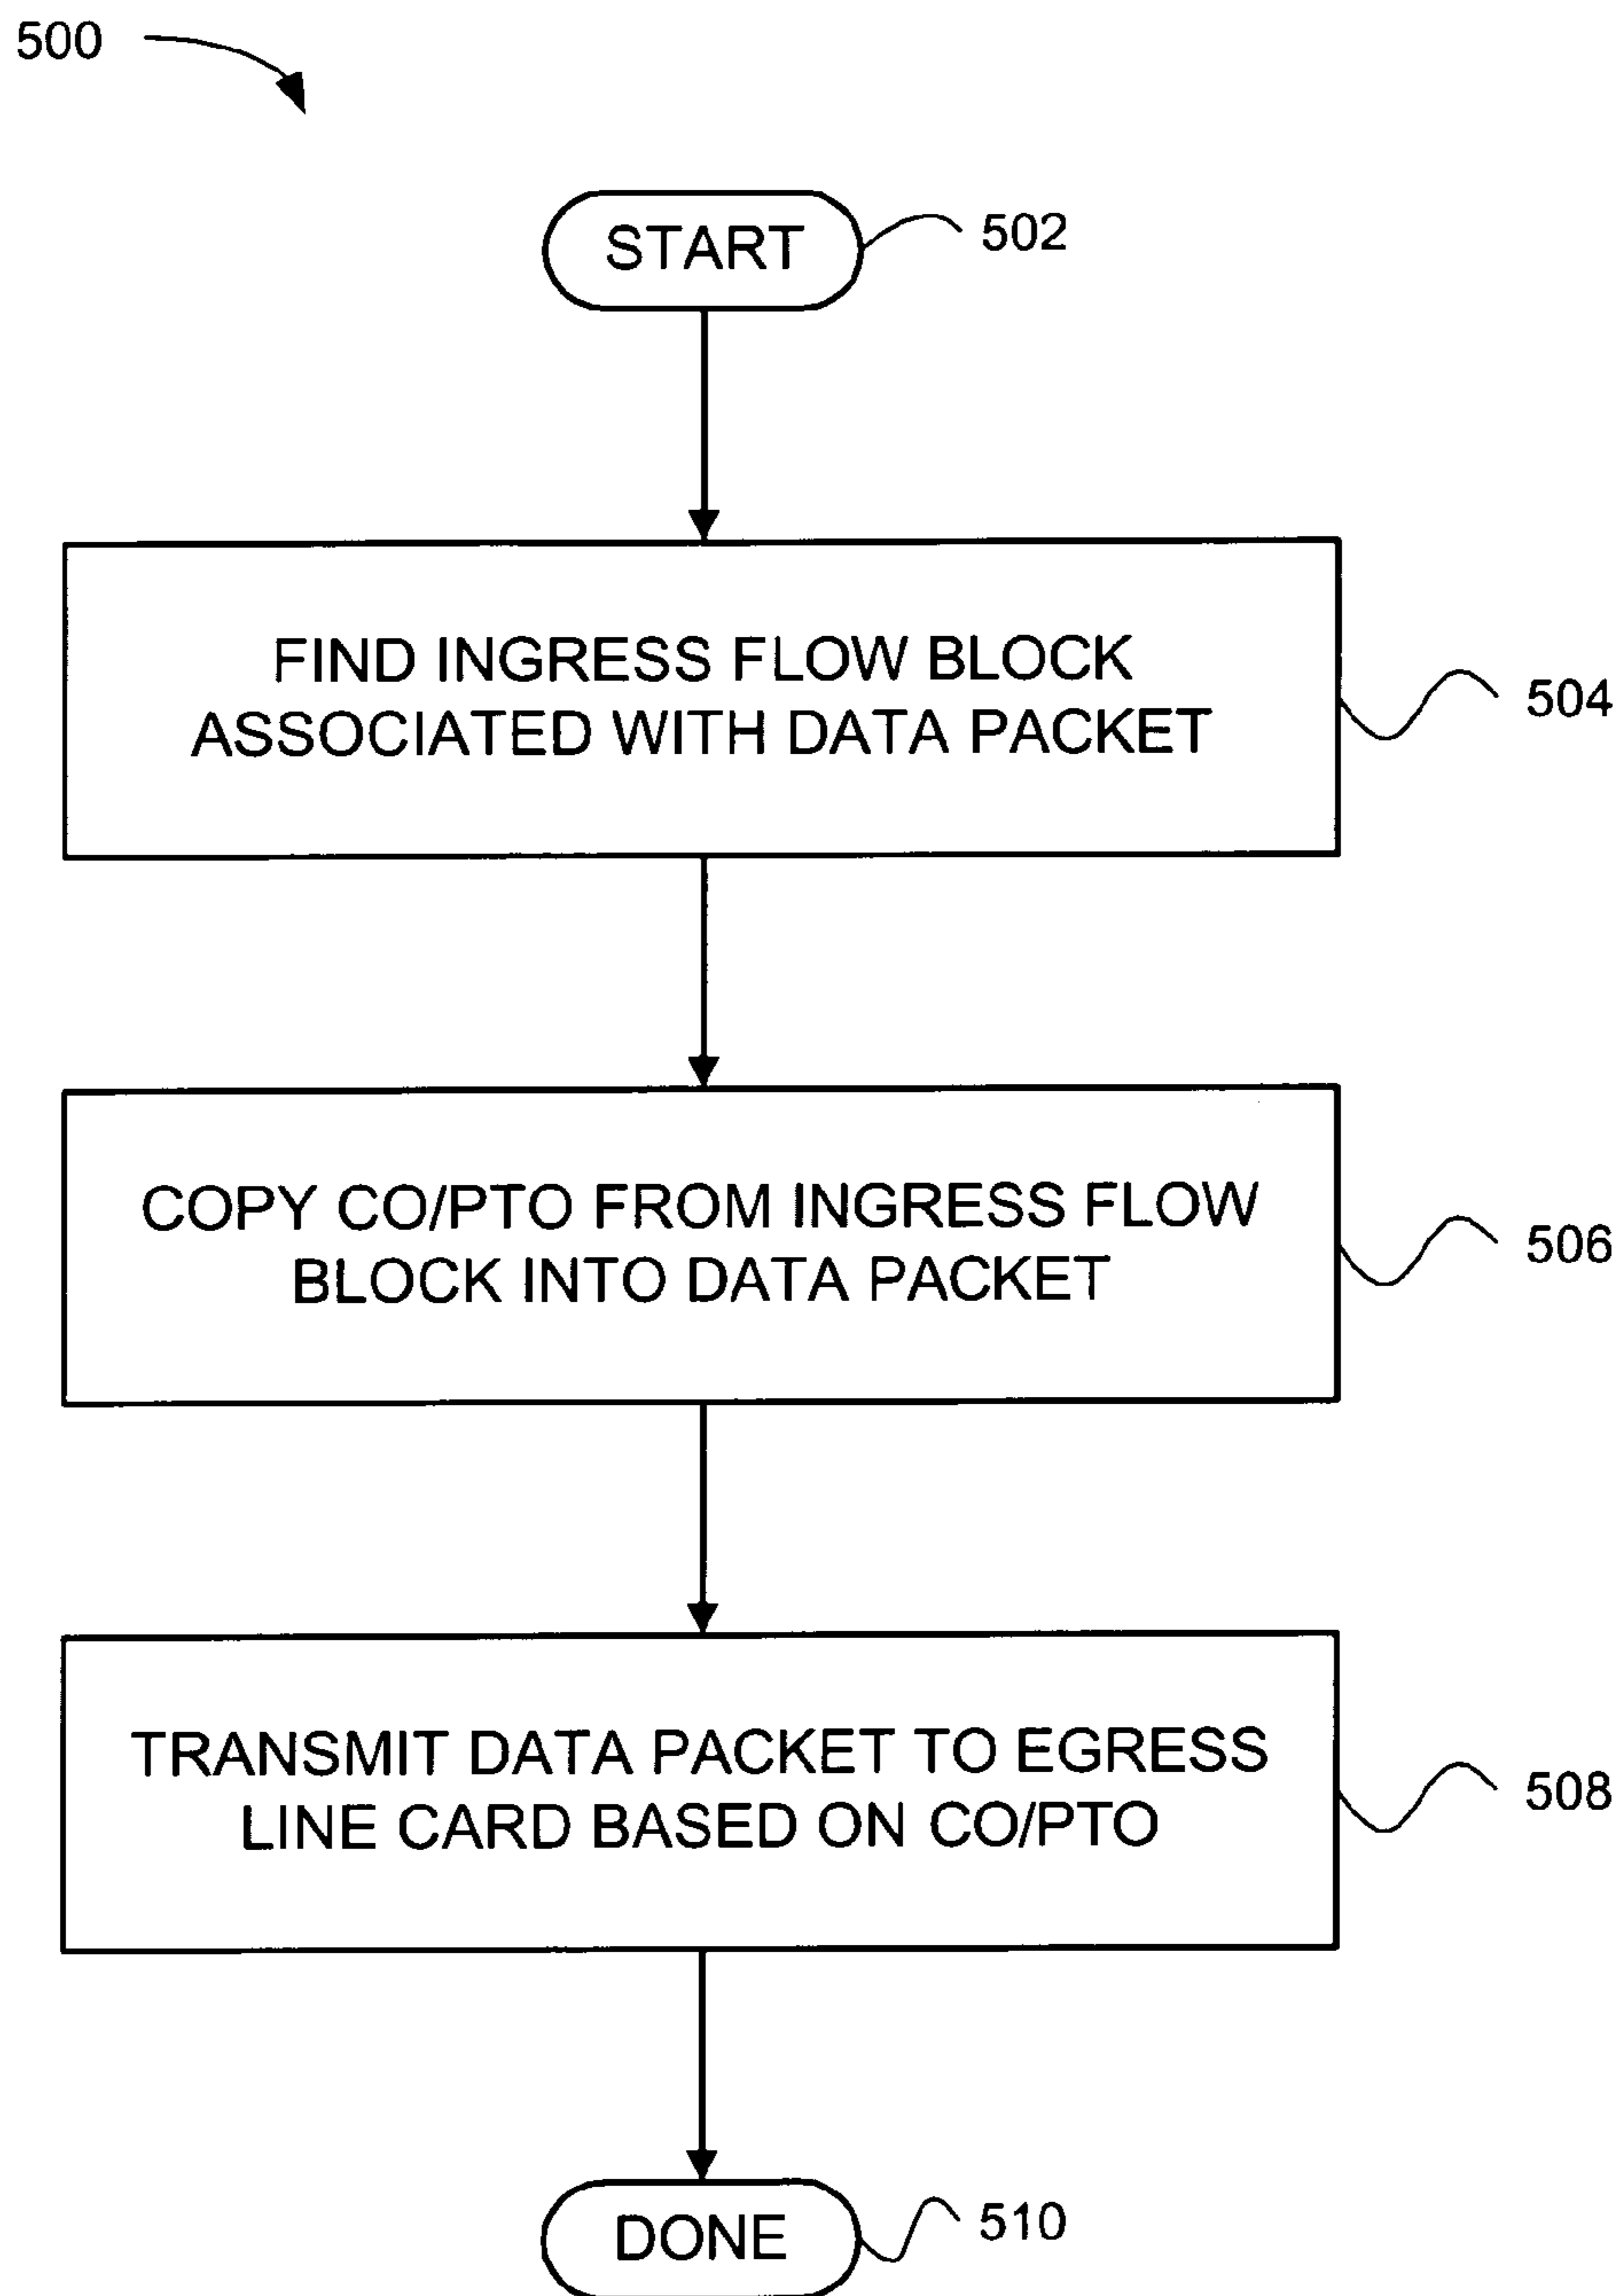 500
START
502
FIND INGRESS FLOW BLOCK
ASSOCIATED WITH DATA PACKET
504
COPY CO/PTO FROM INGRESS FLOW
BLOCK INTO DATA PACKET
506
TRANSMIT DATA PACKET TO EGRESS
LINE CARD BASED ON CO/PTO
508
DONE
510